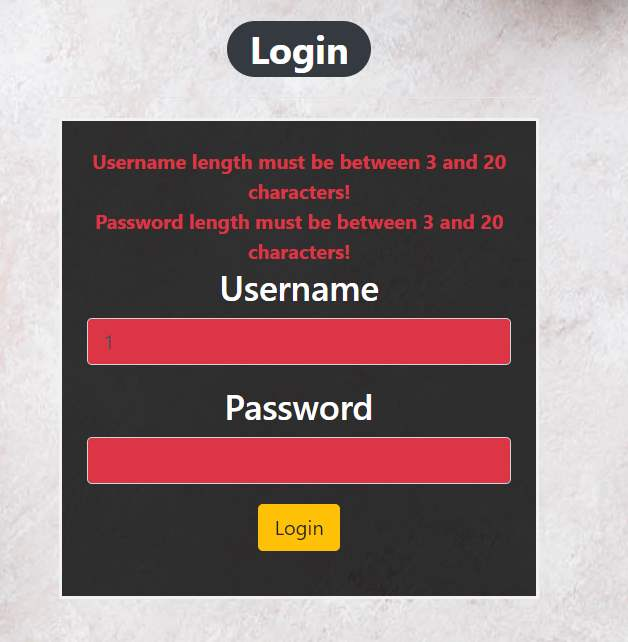 Login
Username length must be between 3 and 20
characters!
Password length must be between 3 and 20
characters!
Username
1
Password
Login